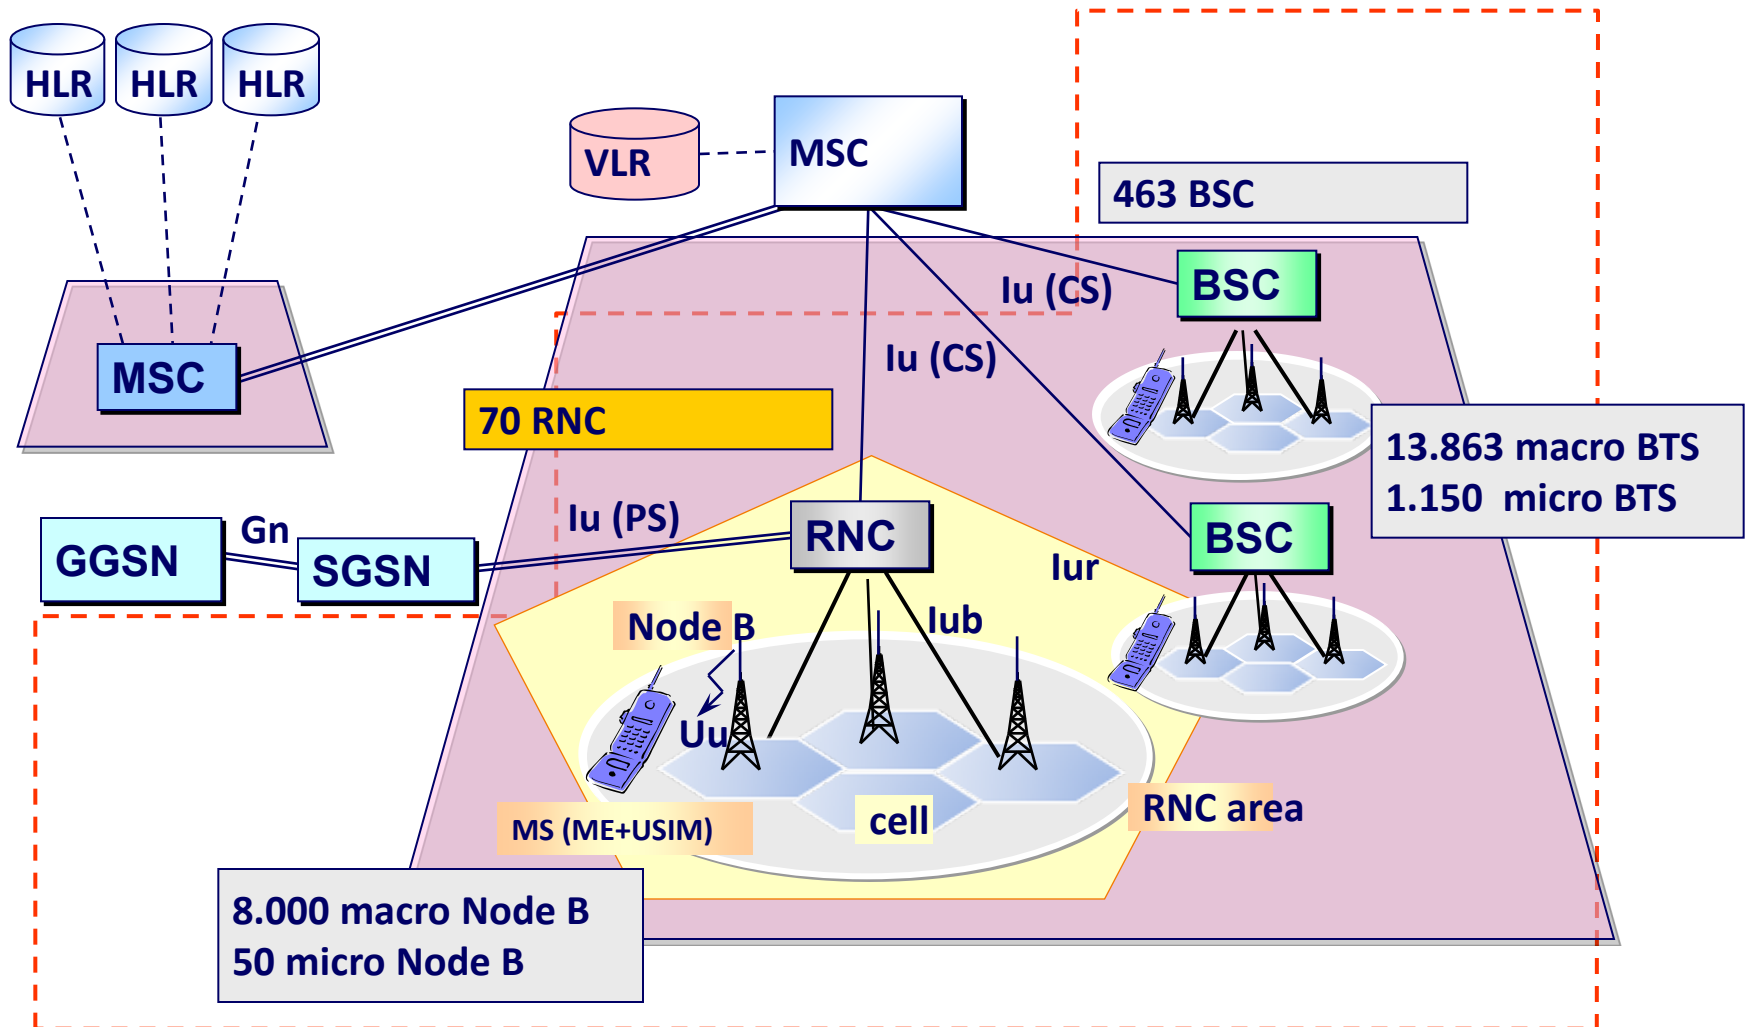 HLR
HLR
HLR
VLR
MSC
463 BSC
BSC
Iu (CS)
Iu (CS)
MSC
70 RNC
13.863 macro BTS
1.150  micro BTS
Iu (PS)
Gn
GGSN
SGSN
RNC
BSC
Iur
Node B
Iub
Uu
MS (ME+USIM)
cell
RNC area
8.000 macro Node B
50 micro Node B